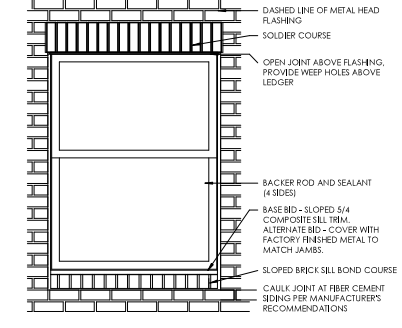 DASHED LINE OF METAL HEAD
FLASHING
SOLDIER COURSE
OPEN JOINT ABOVE FLASHING,
PROVIDE WEEP HOLES ABOVE
LEDGER
BACKER ROD AND SEALANT
(4 SIDES)
BASE BID - SLOPED 5/4
COMPOSITE SILL TRIM.
ALTERNATE BID - COVER WITH
FACTORY FINISHED METAL TO
MATCH JAMBS.
SLOPED BRICK SILL BOND COURSE
CAULK JOINT AT FIBER CEMENT
SIDING PER MANUFACTURER'S
RECOMMENDATIONS